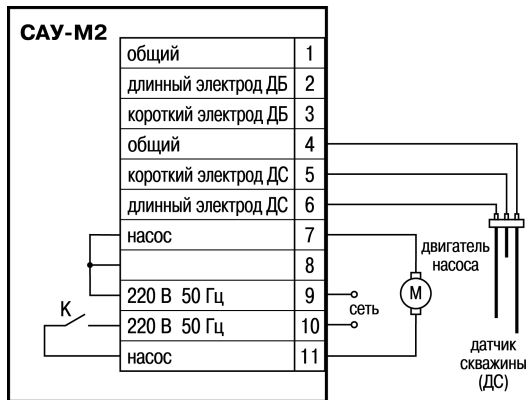 САУ-М2
общий 1
длинный электрод ДБ 2
короткий электрод ДБ 3
общий 4
короткий электрод ДС 5
длинный электрод ДС 6
насос 7
8
220 В 50 Гц 9
220 В 50 Гц 10
насос 11
К
сеть
двигатель
насоса
М
датчик
скважины
(ДС)